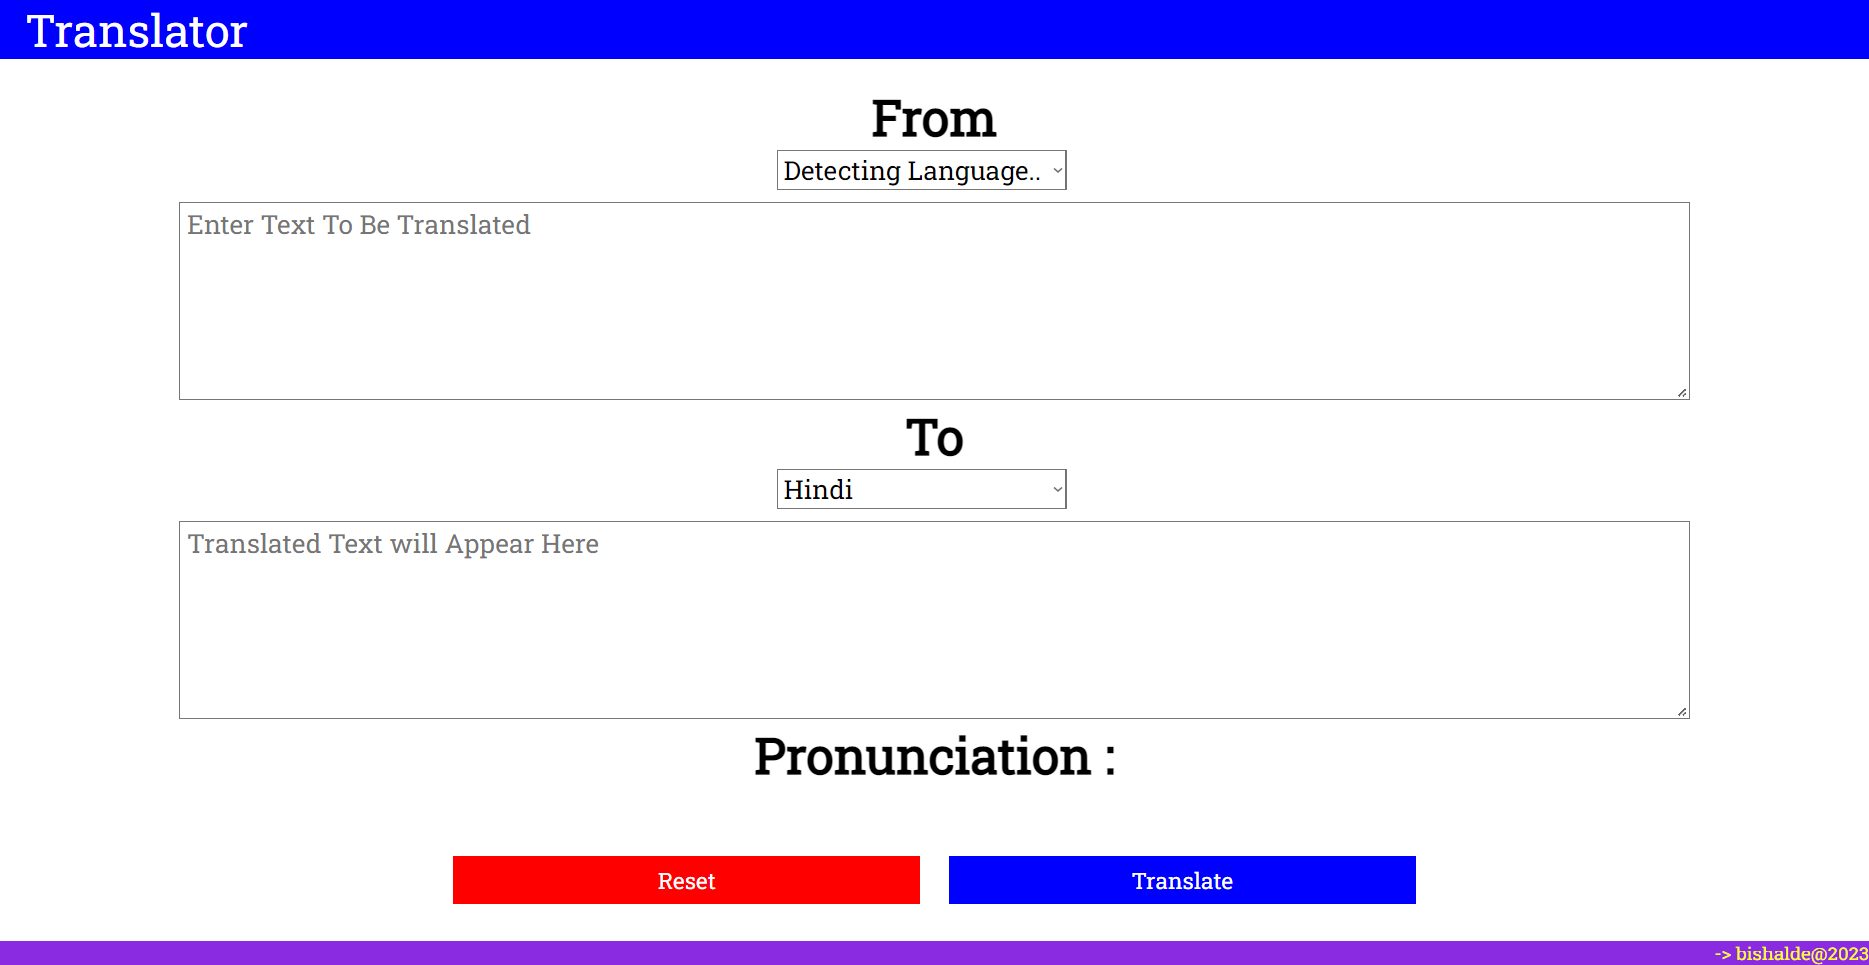 Translator
From
Detecting Language..
Enter Text To Be Translated
To
Hindi
Translated Text will Appear Here
Pronunciation :
Reset
Translate
-> bishalde@2023